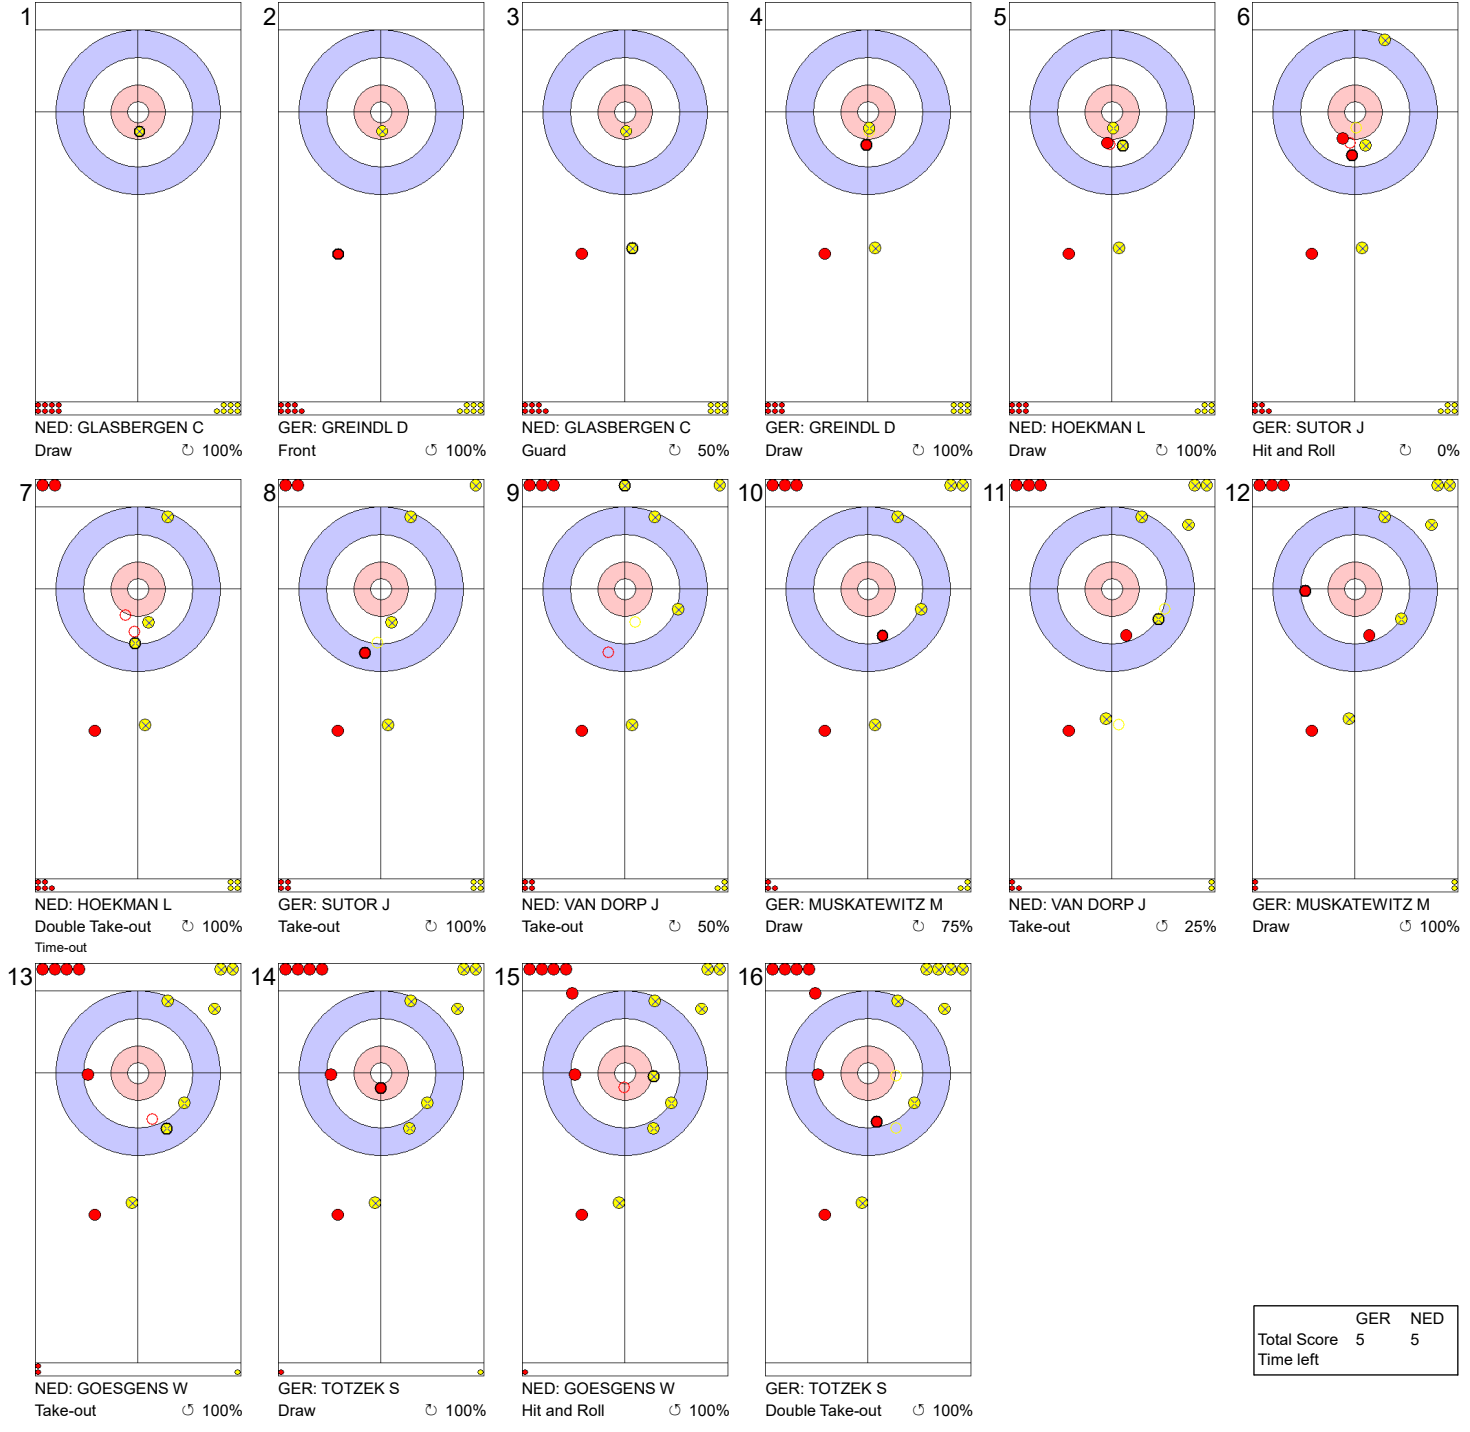 1
NED: GLASBERGEN C
Draw ↻ 100%
2
GER: GREINDL D
Front ↺ 100%
3
NED: GLASBERGEN C
Guard ↻ 50%
4
GER: GREINDL D
Draw ↺ 100%
5
NED: HOEKMAN L
Draw ↻ 100%
6
GER: SUTOR J
Hit and Roll ↻ 0%
7
NED: HOEKMAN L
Double Take-out ↻ 100%
Time-out
8
GER: SUTOR J
Take-out ↺ 100%
9
NED: VAN DORP J
Take-out ↻ 50%
10
GER: MUSKATEWITZ M
Draw ↺ 75%
11
NED: VAN DORP J
Take-out ↺ 25%
12
GER: MUSKATEWITZ M
Draw ↺ 100%
13
NED: GOESGENS W
Take-out ↺ 100%
14
GER: TOTZEK S
Draw ↻ 100%
15
NED: GOESGENS W
Hit and Roll ↻ 100%
16
GER: TOTZEK S
Double Take-out ↺ 100%
GER NED
Total Score 5 5
Time left